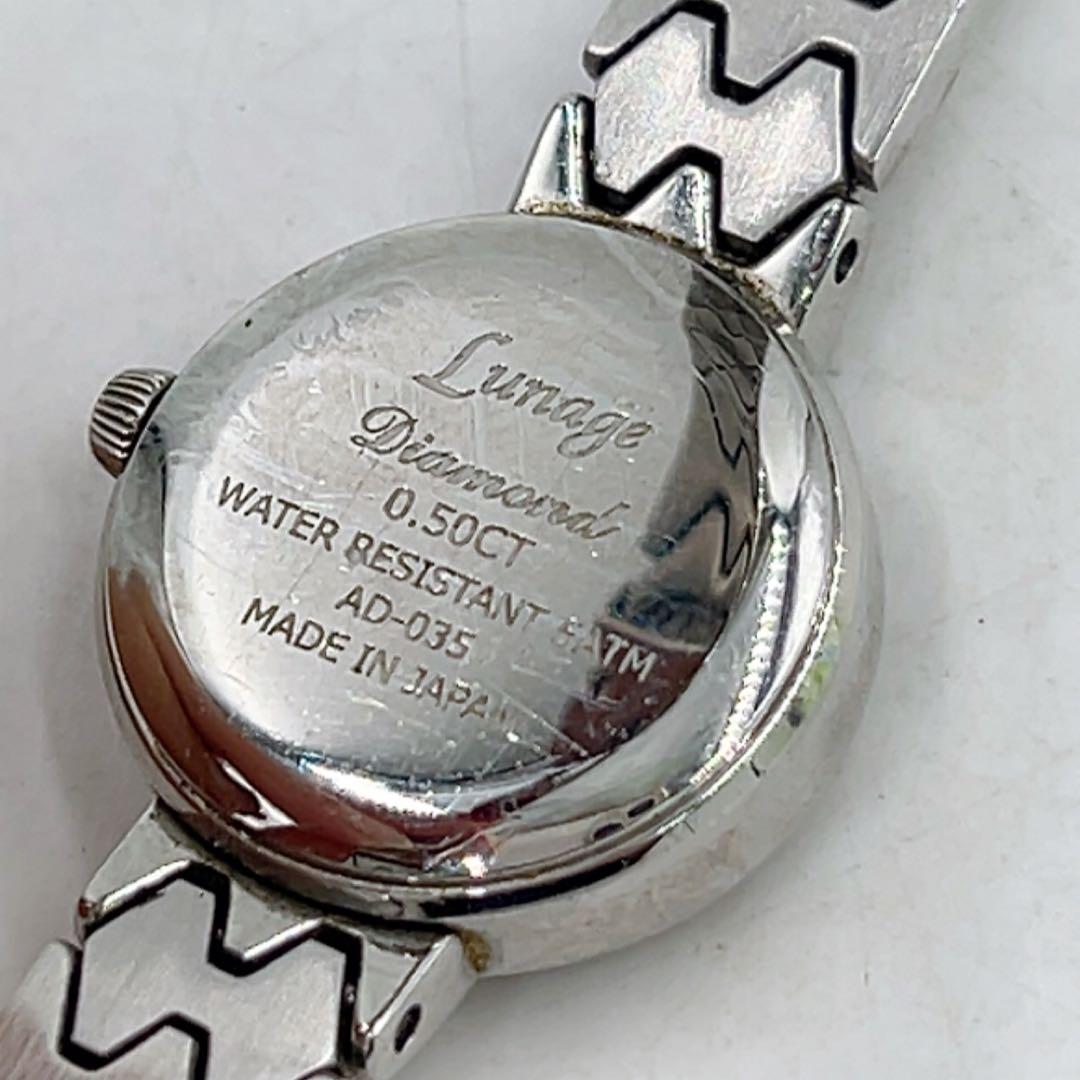 Lunage
Diamond
0.50CT
WATER RESISTANT 5ATM
AD-035
MADE IN JAPAN